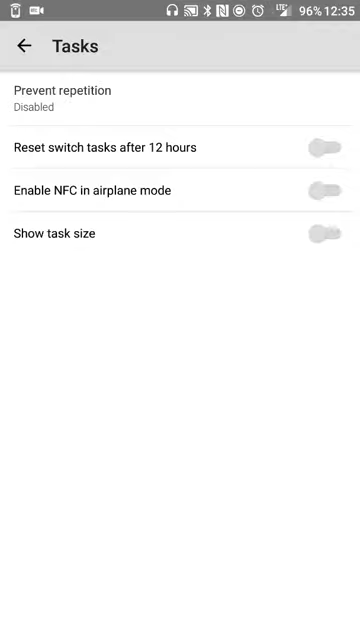 LTE 96% 12:35
Tasks
Prevent repetition
Disabled
Reset switch tasks after 12 hours
Enable NFC in airplane mode
Show task size